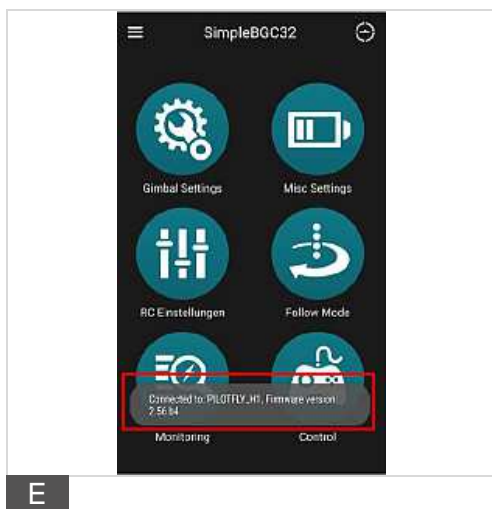 SimpleBGC32
Gimbal Settings
Misc Settings
RC Einstellungen
Follow Mode
Connected to: PILOTFLY_H1, Firmware version
2.56 b4
Monitoring
Control
E